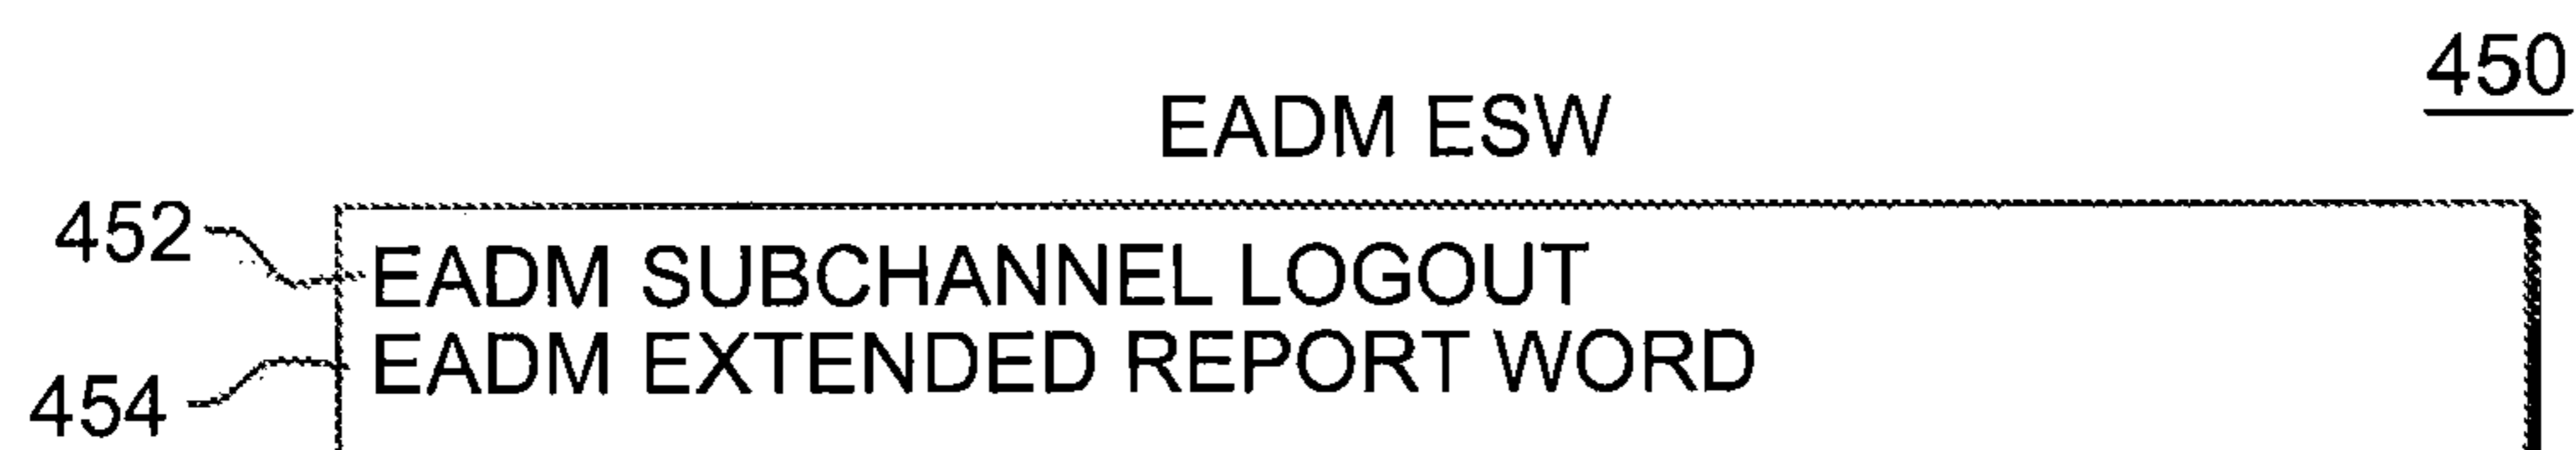 450
EADM ESW
452
EADM SUBCHANNEL LOGOUT
EADM EXTENDED REPORT WORD
454